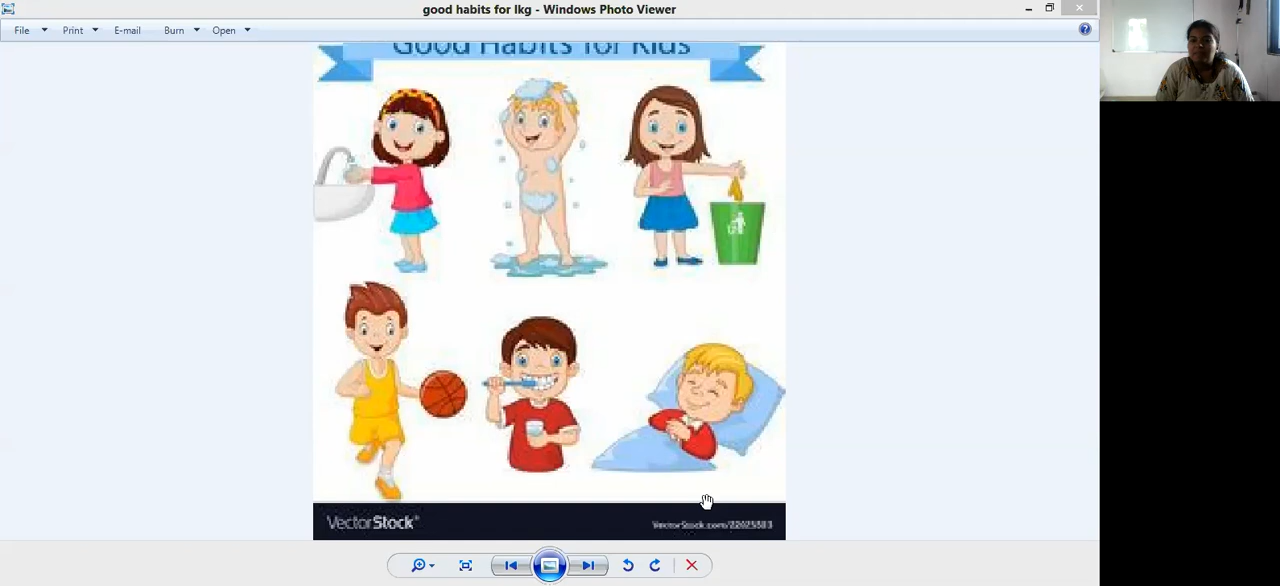 good habits for lkg - Windows Photo Viewer
File Print E-mail Burn Open
Good Habits for Kids
VectorStock®
VectorStock.com/22025883